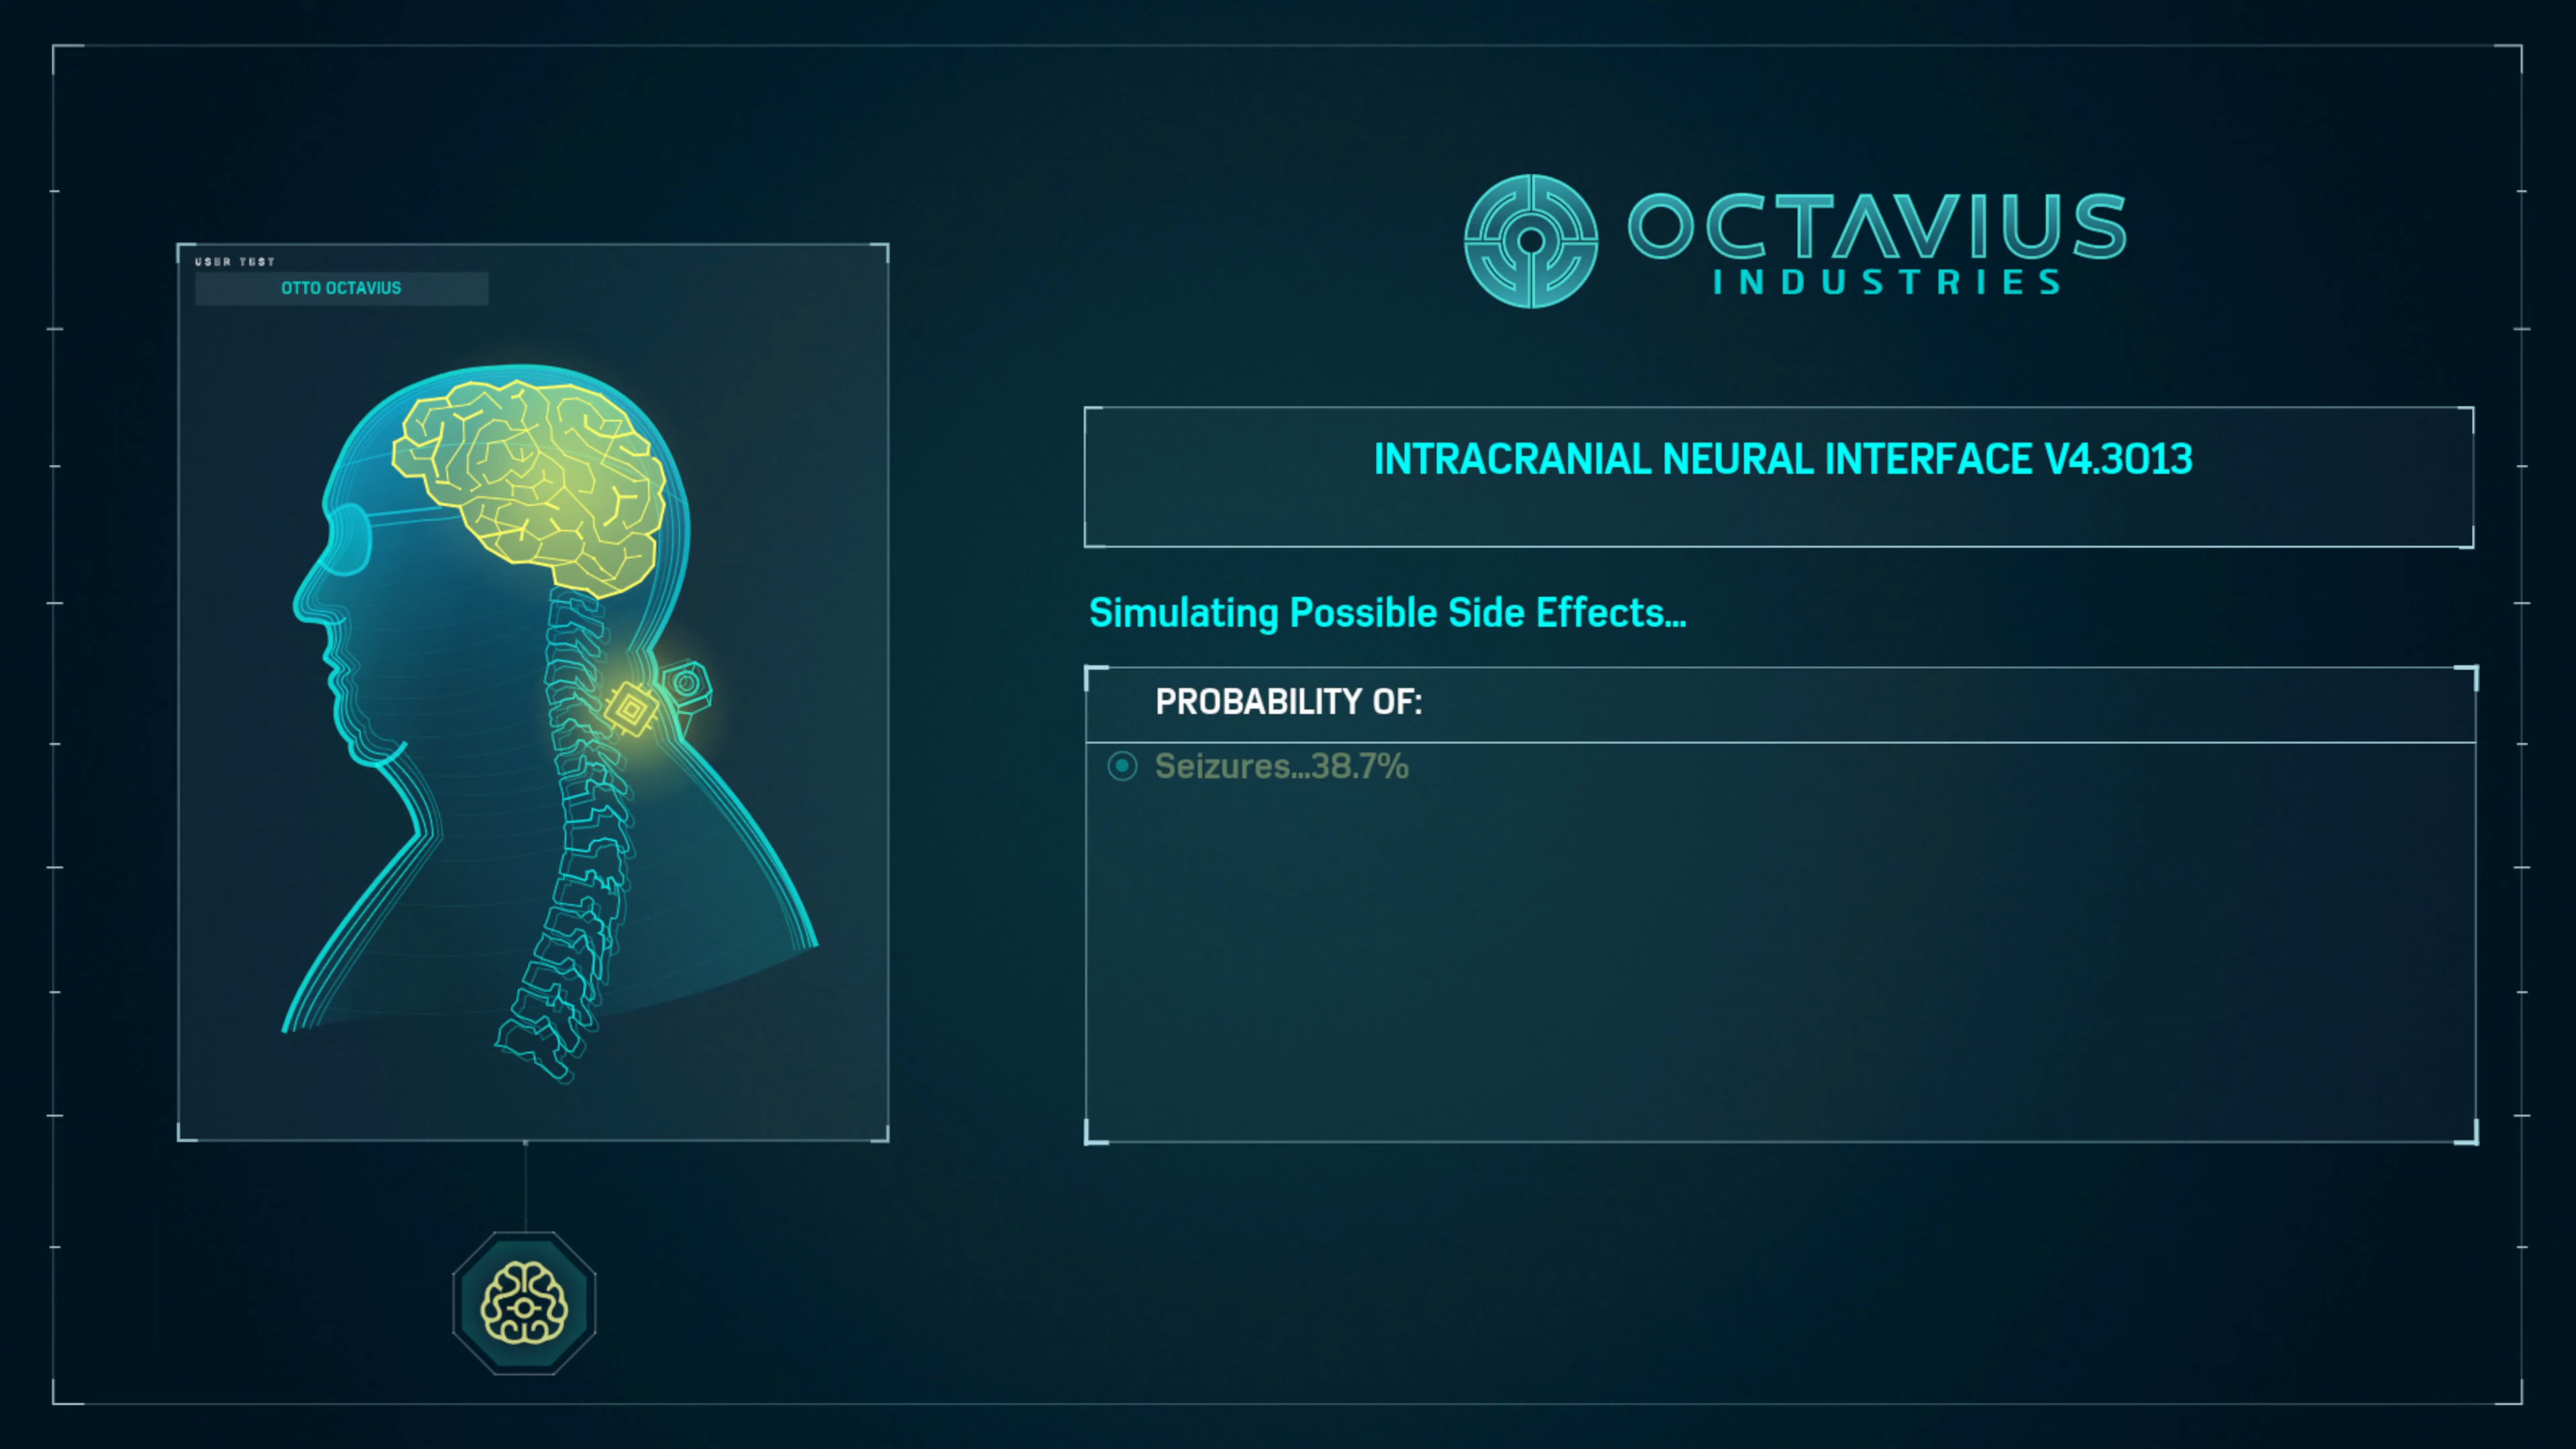 USER TEST
OTTO OCTAVIUS
OCTAVIUS
INDUSTRIES
INTRACRANIAL NEURAL INTERFACE V4.3013
Simulating Possible Side Effects...
PROBABILITY OF:
Seizures...38.7%